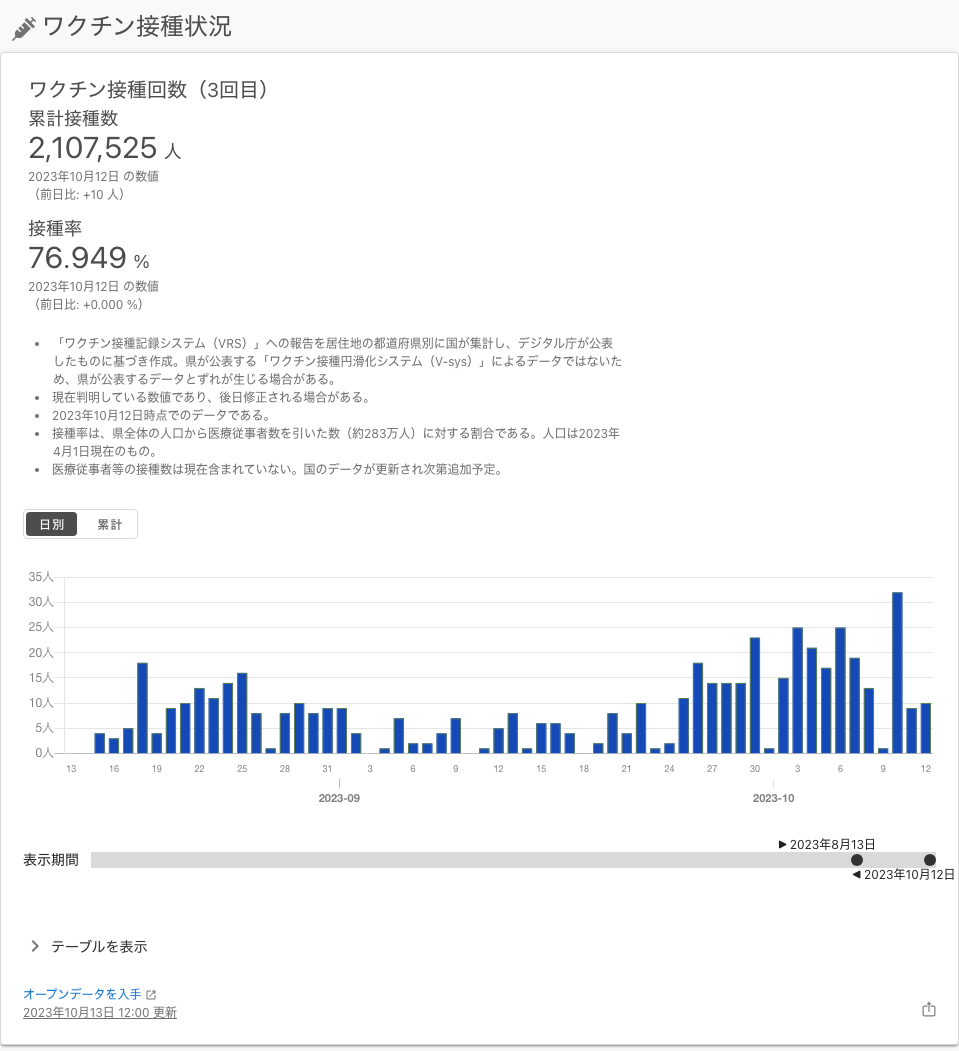 ワクチン接種状況
ワクチン接種回数（3回目）
累計接種数
2,107,525 人
2023年10月12日 の数値
（前日比: +10 人）
接種率
76.949 %
2023年10月12日 の数値
（前日比: +0.000 %）
• 「ワクチン接種記録システム（VRS）」への報告を居住地の都道府県別に国が集計し、デジタル庁が公表
したものに基づき作成。県が公表する「ワクチン接種円滑化システム（V-sys）」によるデータではないた
め、県が公表するデータとずれが生じる場合がある。
• 現在判明している数値であり、後日修正される場合がある。
• 2023年10月12日時点でのデータである。
• 接種率は、県全体の人口から医療従事者数を引いた数（約283万人）に対する割合である。人口は2023年
4月1日現在のもの。
• 医療従事者等の接種数は現在含まれていない。国のデータが更新され次第追加予定。
日別 累計
35人
30人
25人
20人
15人
10人
5人
0人
13 16 19 22 25 28 31 3 6 9 12 15 18 21 24 27 30 3 6 9 12
2023-09 2023-10
▶ 2023年8月13日
表示期間
◀ 2023年10月12日
テーブルを表示
オープンデータを入手
2023年10月13日 12:00 更新